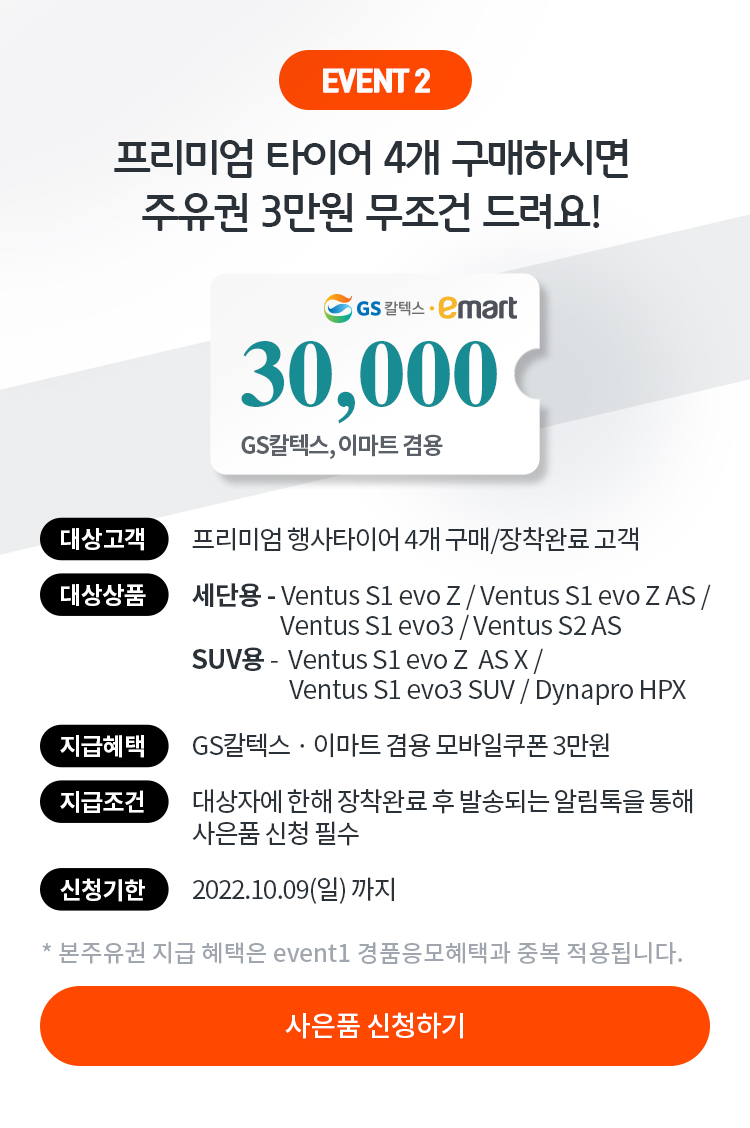 EVENT 2
프리미엄 타이어 4개 구매하시면
주유권 3만원 무조건 드려요!
GS 칼텍스 · emart
30,000
GS칼텍스, 이마트 겸용
대상고객 프리미엄 행사타이어 4개 구매/장착완료 고객
대상상품 세단용 - Ventus S1 evo Z / Ventus S1 evo Z AS /
Ventus S1 evo3 / Ventus S2 AS
SUV용 - Ventus S1 evo Z AS X /
Ventus S1 evo3 SUV / Dynapro HPX
지급혜택 GS칼텍스 · 이마트 겸용 모바일쿠폰 3만원
지급조건 대상자에 한해 장착완료 후 발송되는 알림톡을 통해
사은품 신청 필수
신청기한 2022.10.09(일) 까지
* 본주유권 지급 혜택은 event1 경품응모혜택과 중복 적용됩니다.
사은품 신청하기